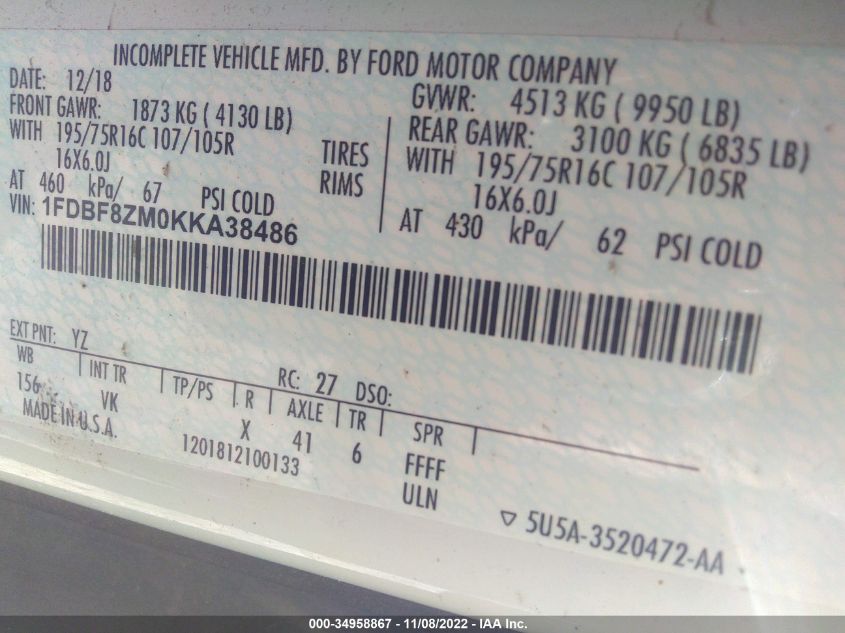 INCOMPLETE VEHICLE MFD. BY FORD MOTOR COMPANY
DATE: 12/18
GVWR: 4513 KG ( 9950 LB)
FRONT GAWR: 1873 KG ( 4130 LB)
REAR GAWR: 3100 KG ( 6835 LB)
WITH 195/75R16C 107/105R TIRES
WITH 195/75R16C 107/105R
16X6.0J RIMS
16X6.0J
AT 460 kPa/ 67 PSI COLD
AT 430 kPa/ 62 PSI COLD
VIN: 1FDBF8ZM0KKA38486
EXT PNT: YZ RC: 27 DSO:
WB INT TR TP/PS R AXLE TR SPR
156 VK X 41 6 FFFF
MADE IN U.S.A. 1201812100133 ULN
▽ 5U5A-3520472-AA
000-34958867 - 11/08/2022 - IAA Inc.